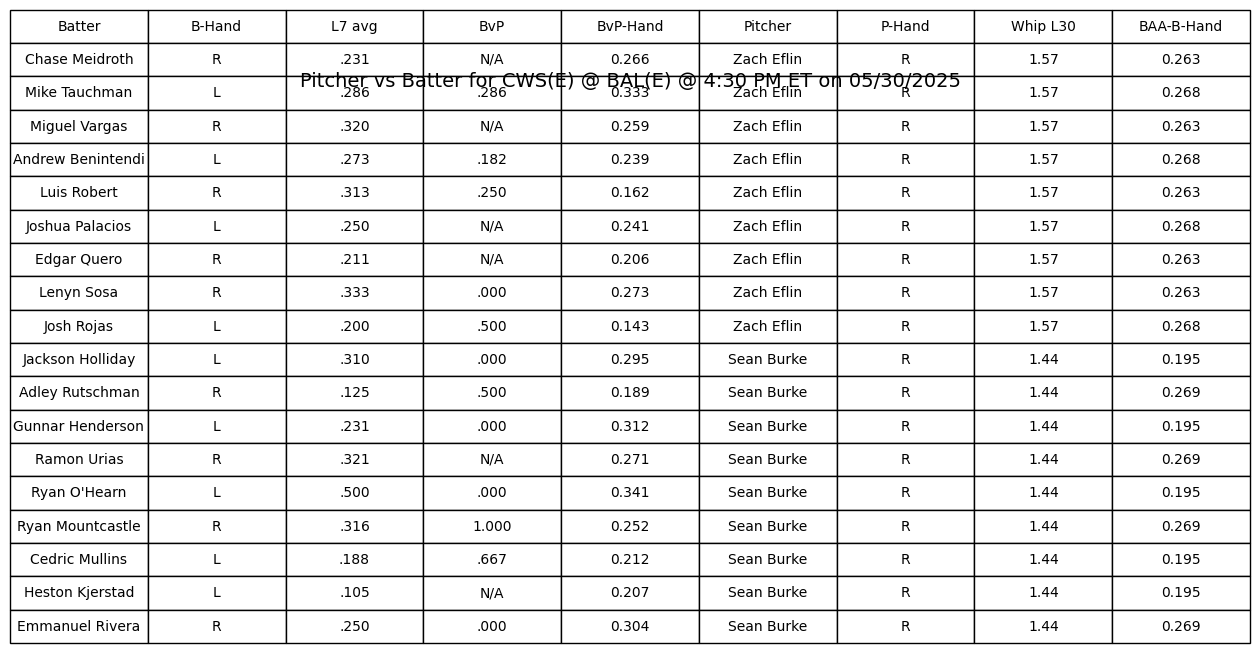 Batter B-Hand L7 avg BvP BvP-Hand Pitcher P-Hand Whip L30 BAA-B-Hand
Chase Meidroth R .231 N/A 0.266 Zach Eflin R 1.57 0.263
Pitcher vs Batter for CWS(E) @ BAL(E) @ 4:30 PM ET on 05/30/2025
Mike Tauchman L .286 .286 0.333 Zach Eflin R 1.57 0.268
Miguel Vargas R .320 N/A 0.259 Zach Eflin R 1.57 0.263
Andrew Benintendi L .273 .182 0.239 Zach Eflin R 1.57 0.268
Luis Robert R .313 .250 0.162 Zach Eflin R 1.57 0.263
Joshua Palacios L .250 N/A 0.241 Zach Eflin R 1.57 0.268
Edgar Quero R .211 N/A 0.206 Zach Eflin R 1.57 0.263
Lenyn Sosa R .333 .000 0.273 Zach Eflin R 1.57 0.263
Josh Rojas L .200 .500 0.143 Zach Eflin R 1.57 0.268
Jackson Holliday L .310 .000 0.295 Sean Burke R 1.44 0.195
Adley Rutschman R .125 .500 0.189 Sean Burke R 1.44 0.269
Gunnar Henderson L .231 .000 0.312 Sean Burke R 1.44 0.195
Ramon Urias R .321 N/A 0.271 Sean Burke R 1.44 0.269
Ryan O'Hearn L .500 .000 0.341 Sean Burke R 1.44 0.195
Ryan Mountcastle R .316 1.000 0.252 Sean Burke R 1.44 0.269
Cedric Mullins L .188 .667 0.212 Sean Burke R 1.44 0.195
Heston Kjerstad L .105 N/A 0.207 Sean Burke R 1.44 0.195
Emmanuel Rivera R .250 .000 0.304 Sean Burke R 1.44 0.269